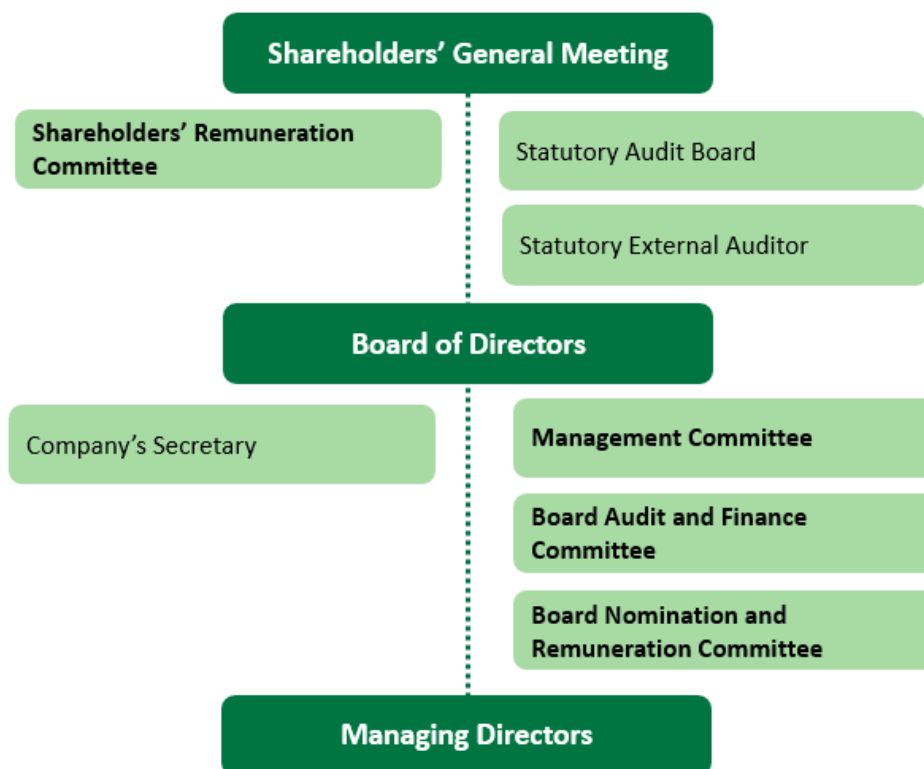 Shareholders’ General Meeting
Shareholders’ Remuneration
Committee
Statutory Audit Board
Statutory External Auditor
Board of Directors
Company’s Secretary
Management Committee
Board Audit and Finance
Committee
Board Nomination and
Remuneration Committee
Managing Directors